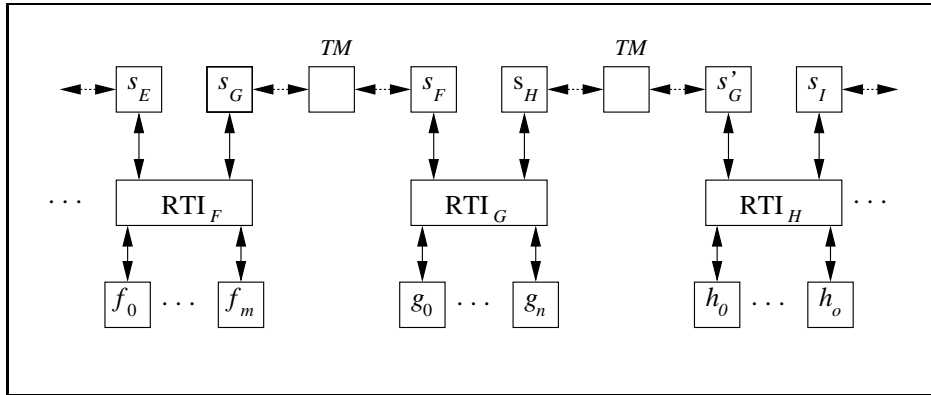 TM TM
s_E s_G s_F s_H s'_G s_I
. . . RTI_F RTI_G RTI_H . . .
f_0 . . . f_m g_0 . . . g_n h_0 . . . h_o